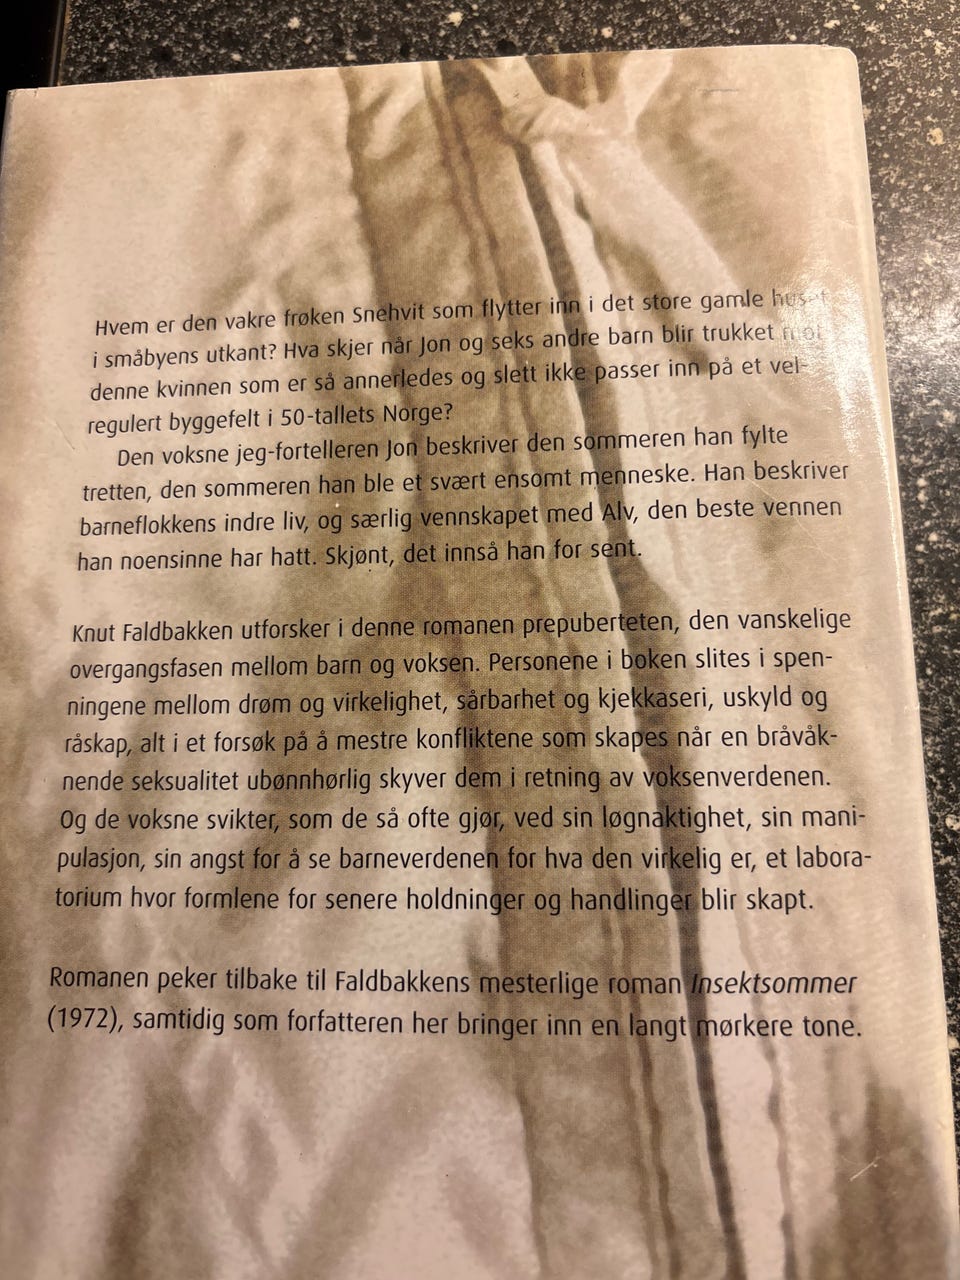 Hvem er den vakre frøken Snehvit som flytter inn i det store gamle huset
i småbyens utkant? Hva skjer når Jon og seks andre barn blir trukket mot
denne kvinnen som er så annerledes og slett ikke passer inn på et vel-
regulert byggefelt i 50-tallets Norge?
Den voksne jeg-fortelleren Jon beskriver den sommeren han fylte
tretten, den sommeren han ble et svært ensomt menneske. Han beskriver
barneflokkens indre liv, og særlig vennskapet med Alv, den beste vennen
han noensinne har hatt. Skjønt, det innså han for sent.
Knut Faldbakken utforsker i denne romanen prepuberteten, den vanskelige
overgangsfasen mellom barn og voksen. Personene i boken slites i spen-
ningene mellom drøm og virkelighet, sårbarhet og kjekkaseri, uskyld og
råskap, alt i et forsøk på å mestre konfliktene som skapes når en bråvåk-
nende seksualitet ubønnhørlig skyver dem i retning av voksenverdenen.
Og de voksne svikter, som de så ofte gjør, ved sin løgnaktighet, sin mani-
pulasjon, sin angst for å se barneverdenen for hva den virkelig er, et labora-
torium hvor formlene for senere holdninger og handlinger blir skapt.
Romanen peker tilbake til Faldbakkens mesterlige roman Insektsommer
(1972), samtidig som forfatteren her bringer inn en langt mørkere tone.